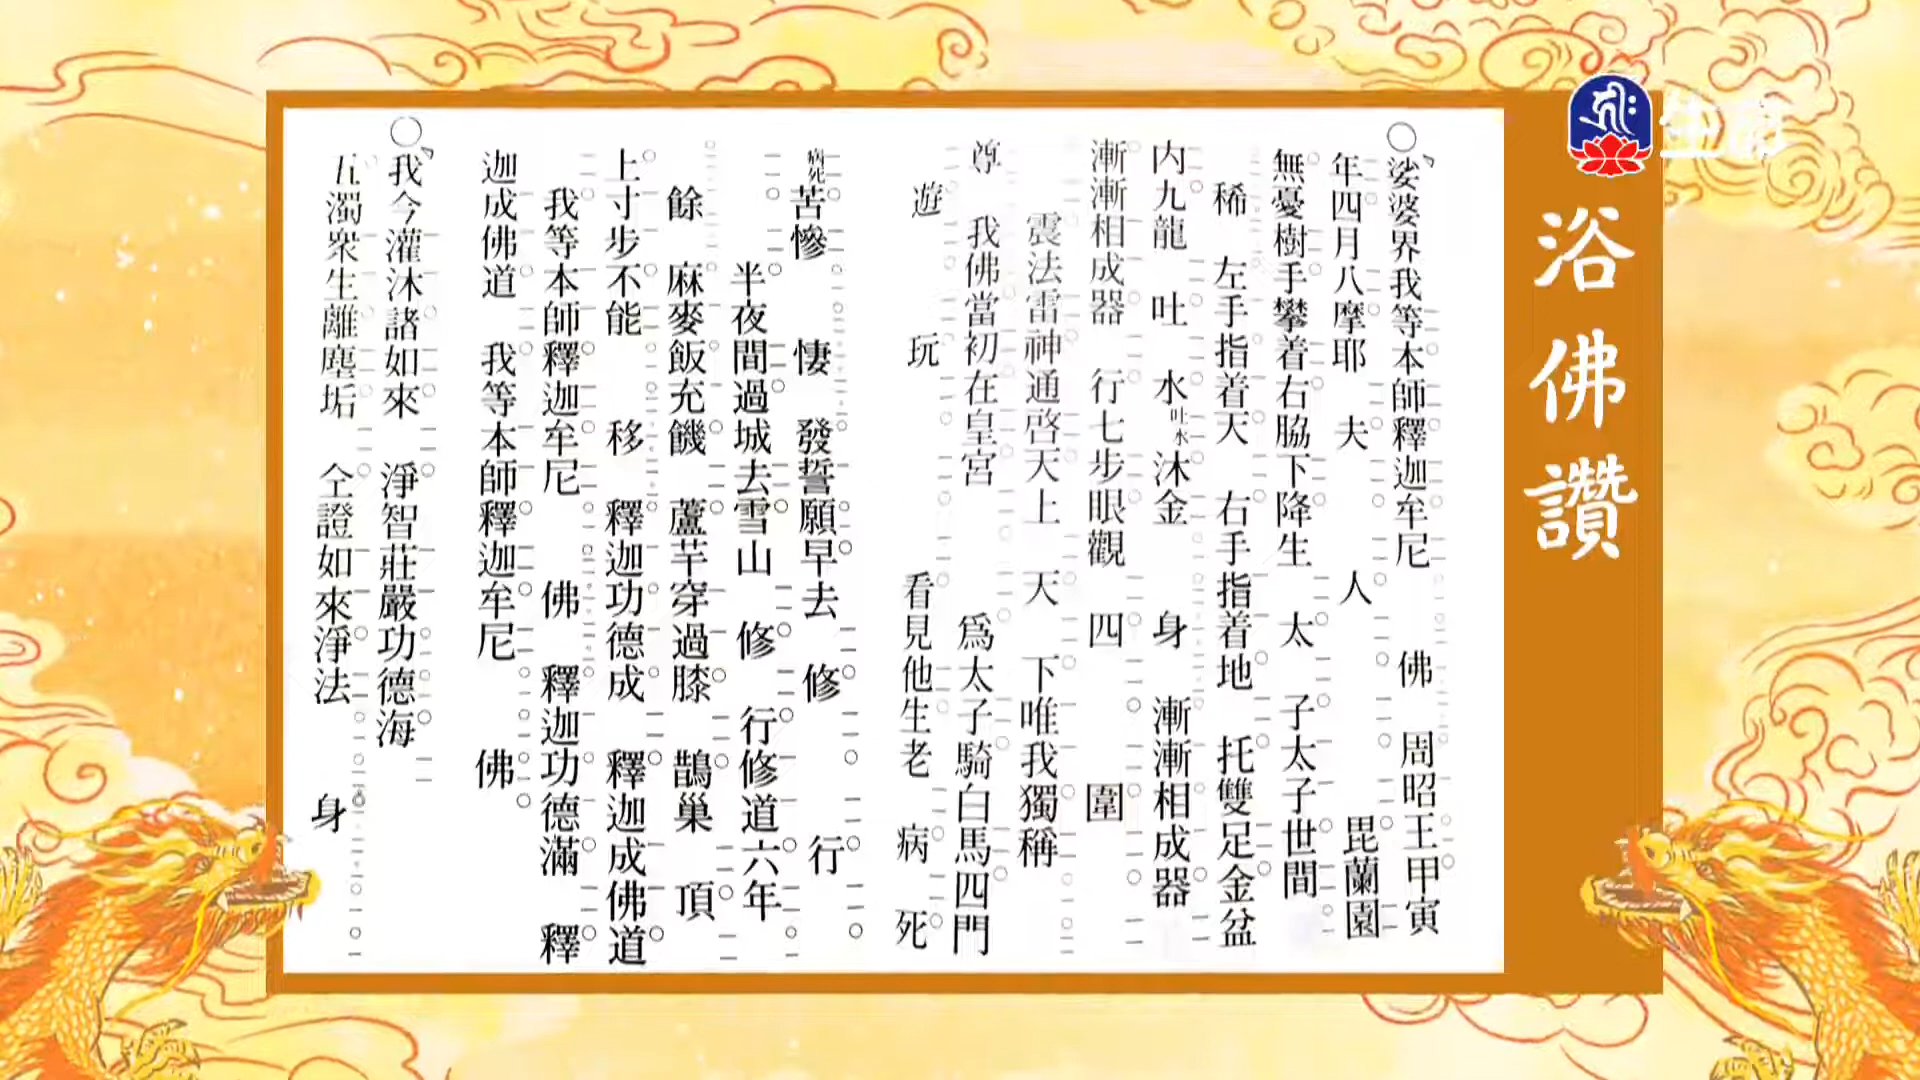 浴佛讚
生命
娑婆界我等本師釋迦牟尼 佛 周昭王甲寅
年四月八摩耶 夫 人 毘蘭園
無憂樹手攀着右脇下降生 太 子太子世間
稀 左手指着天 右手指着地 托雙足金盆
内九龍 吐 水吐水沐金 身 漸漸相成器
漸漸相成器 行七步眼觀 四 圍
震法雷神通啓天上 天 下唯我獨稱
尊 我佛當初在皇宮 爲太子騎白馬四門
遊 玩 看見他生老 病 死
病死苦慘 悽 發誓願早去 修 行
半夜間過城去雪山 修 行修道六年
餘 麻麥飯充饑 蘆芊穿過膝 鵲巢 頂
上寸步不能 移 釋迦功德成 釋迦成佛道
我等本師釋迦牟尼 佛 釋迦功德滿 釋
迦成佛道 我等本師釋迦牟尼 佛
我今灌沐諸如來 淨智莊嚴功德海
五濁衆生離塵垢 仝證如來淨法 身